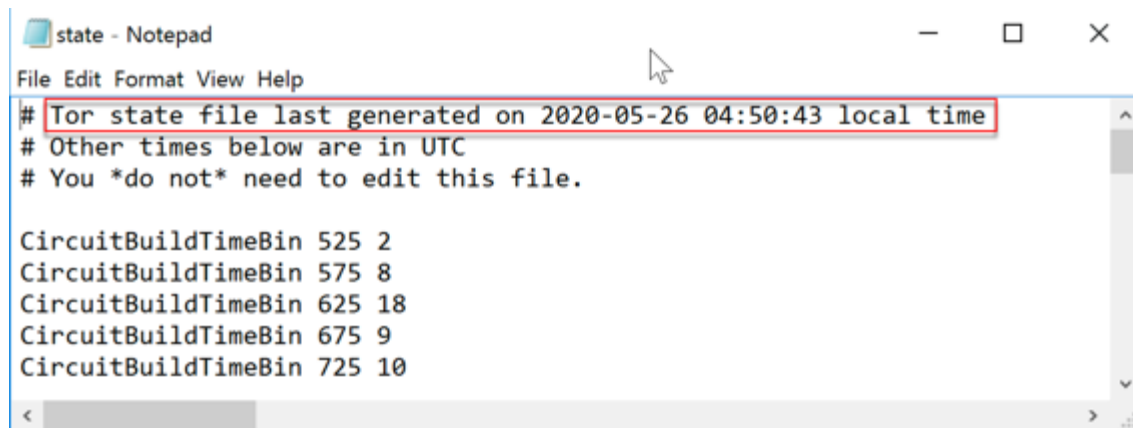 state - Notepad
File Edit Format View Help
# Tor state file last generated on 2020-05-26 04:50:43 local time
# Other times below are in UTC
# You *do not* need to edit this file.
CircuitBuildTimeBin 525 2
CircuitBuildTimeBin 575 8
CircuitBuildTimeBin 625 18
CircuitBuildTimeBin 675 9
CircuitBuildTimeBin 725 10